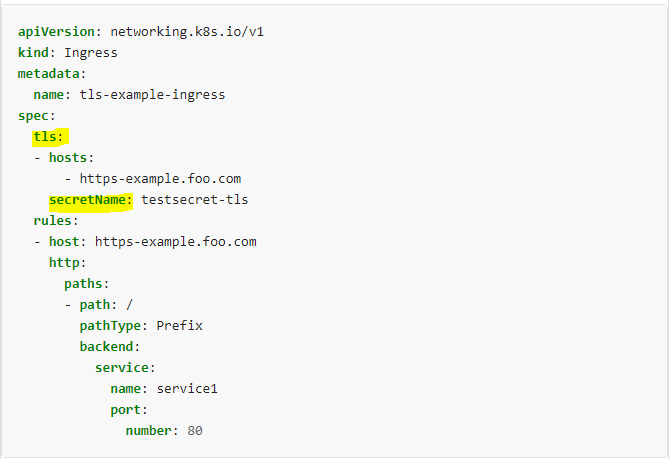 apiVersion: networking.k8s.io/v1
kind: Ingress
metadata:
  name: tls-example-ingress
spec:
  tls:
  - hosts:
      - https-example.foo.com
    secretName: testsecret-tls
  rules:
  - host: https-example.foo.com
    http:
      paths:
      - path: /
        pathType: Prefix
        backend:
          service:
            name: service1
            port:
              number: 80